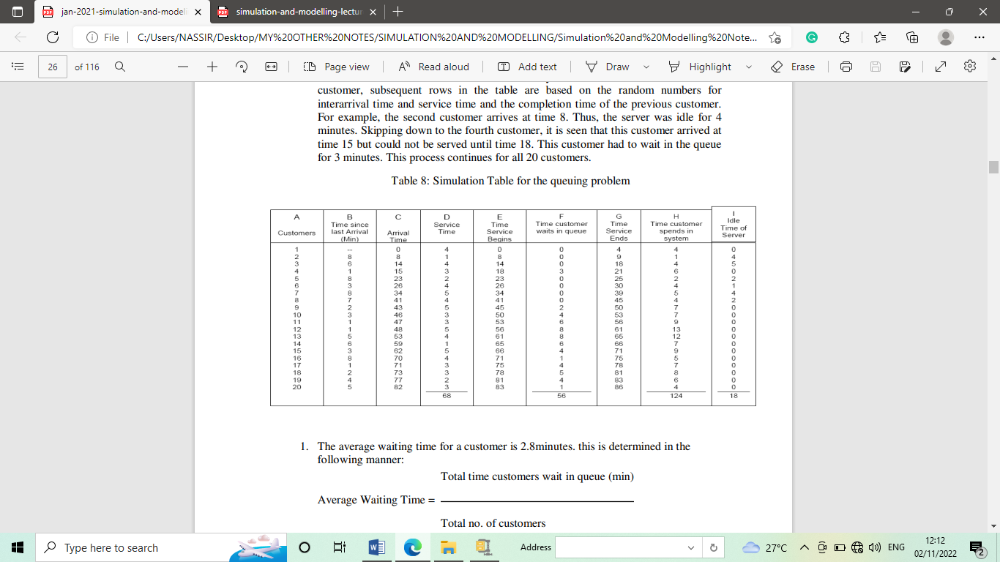 jan-2021-simulation-and-modeli
simulation-and-modelling-lectur
File
C:/Users/NASSIR/Desktop/MY%20OTHER%20NOTES/SIMULATION%20AND%20MODELLING/Simulation%20and%20Modelling%20Note...
26 of 116 Page view Read aloud Add text Draw Highlight Erase
customer, subsequent rows in the table are based on the random numbers for
interarrival time and service time and the completion time of the previous customer.
For example, the second customer arrives at time 8. Thus, the server was idle for 4
minutes. Skipping down to the fourth customer, it is seen that this customer arrived at
time 15 but could not be served until time 18. This customer had to wait in the queue
for 3 minutes. This process continues for all 20 customers.
Table 8: Simulation Table for the queuing problem
A B C D E F G H I
Customers
Time since last Arrival (Min)
Arrival Time
Service Time
Time Service Begins
Time customer waits in queue
Time Service Ends
Time customer spends in system
Idle Time of Server
1 -- 0 4 0 0 4 4 0
2 8 8 1 8 0 9 1 4
3 6 14 4 14 0 18 4 5
4 1 15 3 18 3 21 6 0
5 8 23 2 23 0 25 2 2
6 3 26 4 26 0 30 4 1
7 8 34 5 34 0 39 5 4
8 7 41 4 41 0 45 4 2
9 2 43 5 45 2 50 7 0
10 3 46 3 50 4 53 7 0
11 1 47 3 53 6 56 9 0
12 1 48 5 56 8 61 13 0
13 5 53 4 61 8 65 12 0
14 6 59 1 65 6 66 7 0
15 3 62 5 66 4 71 9 0
16 8 70 4 71 1 75 5 0
17 1 71 3 75 4 78 7 0
18 2 73 3 78 5 81 8 0
19 4 77 2 81 4 83 6 0
20 5 82 3 83 1 86 4 0
68 56 124 18
1. The average waiting time for a customer is 2.8minutes. this is determined in the
following manner:
Total time customers wait in queue (min)
Average Waiting Time =
Total no. of customers
Type here to search
Address
27°C
ENG
12:12
02/11/2022
2